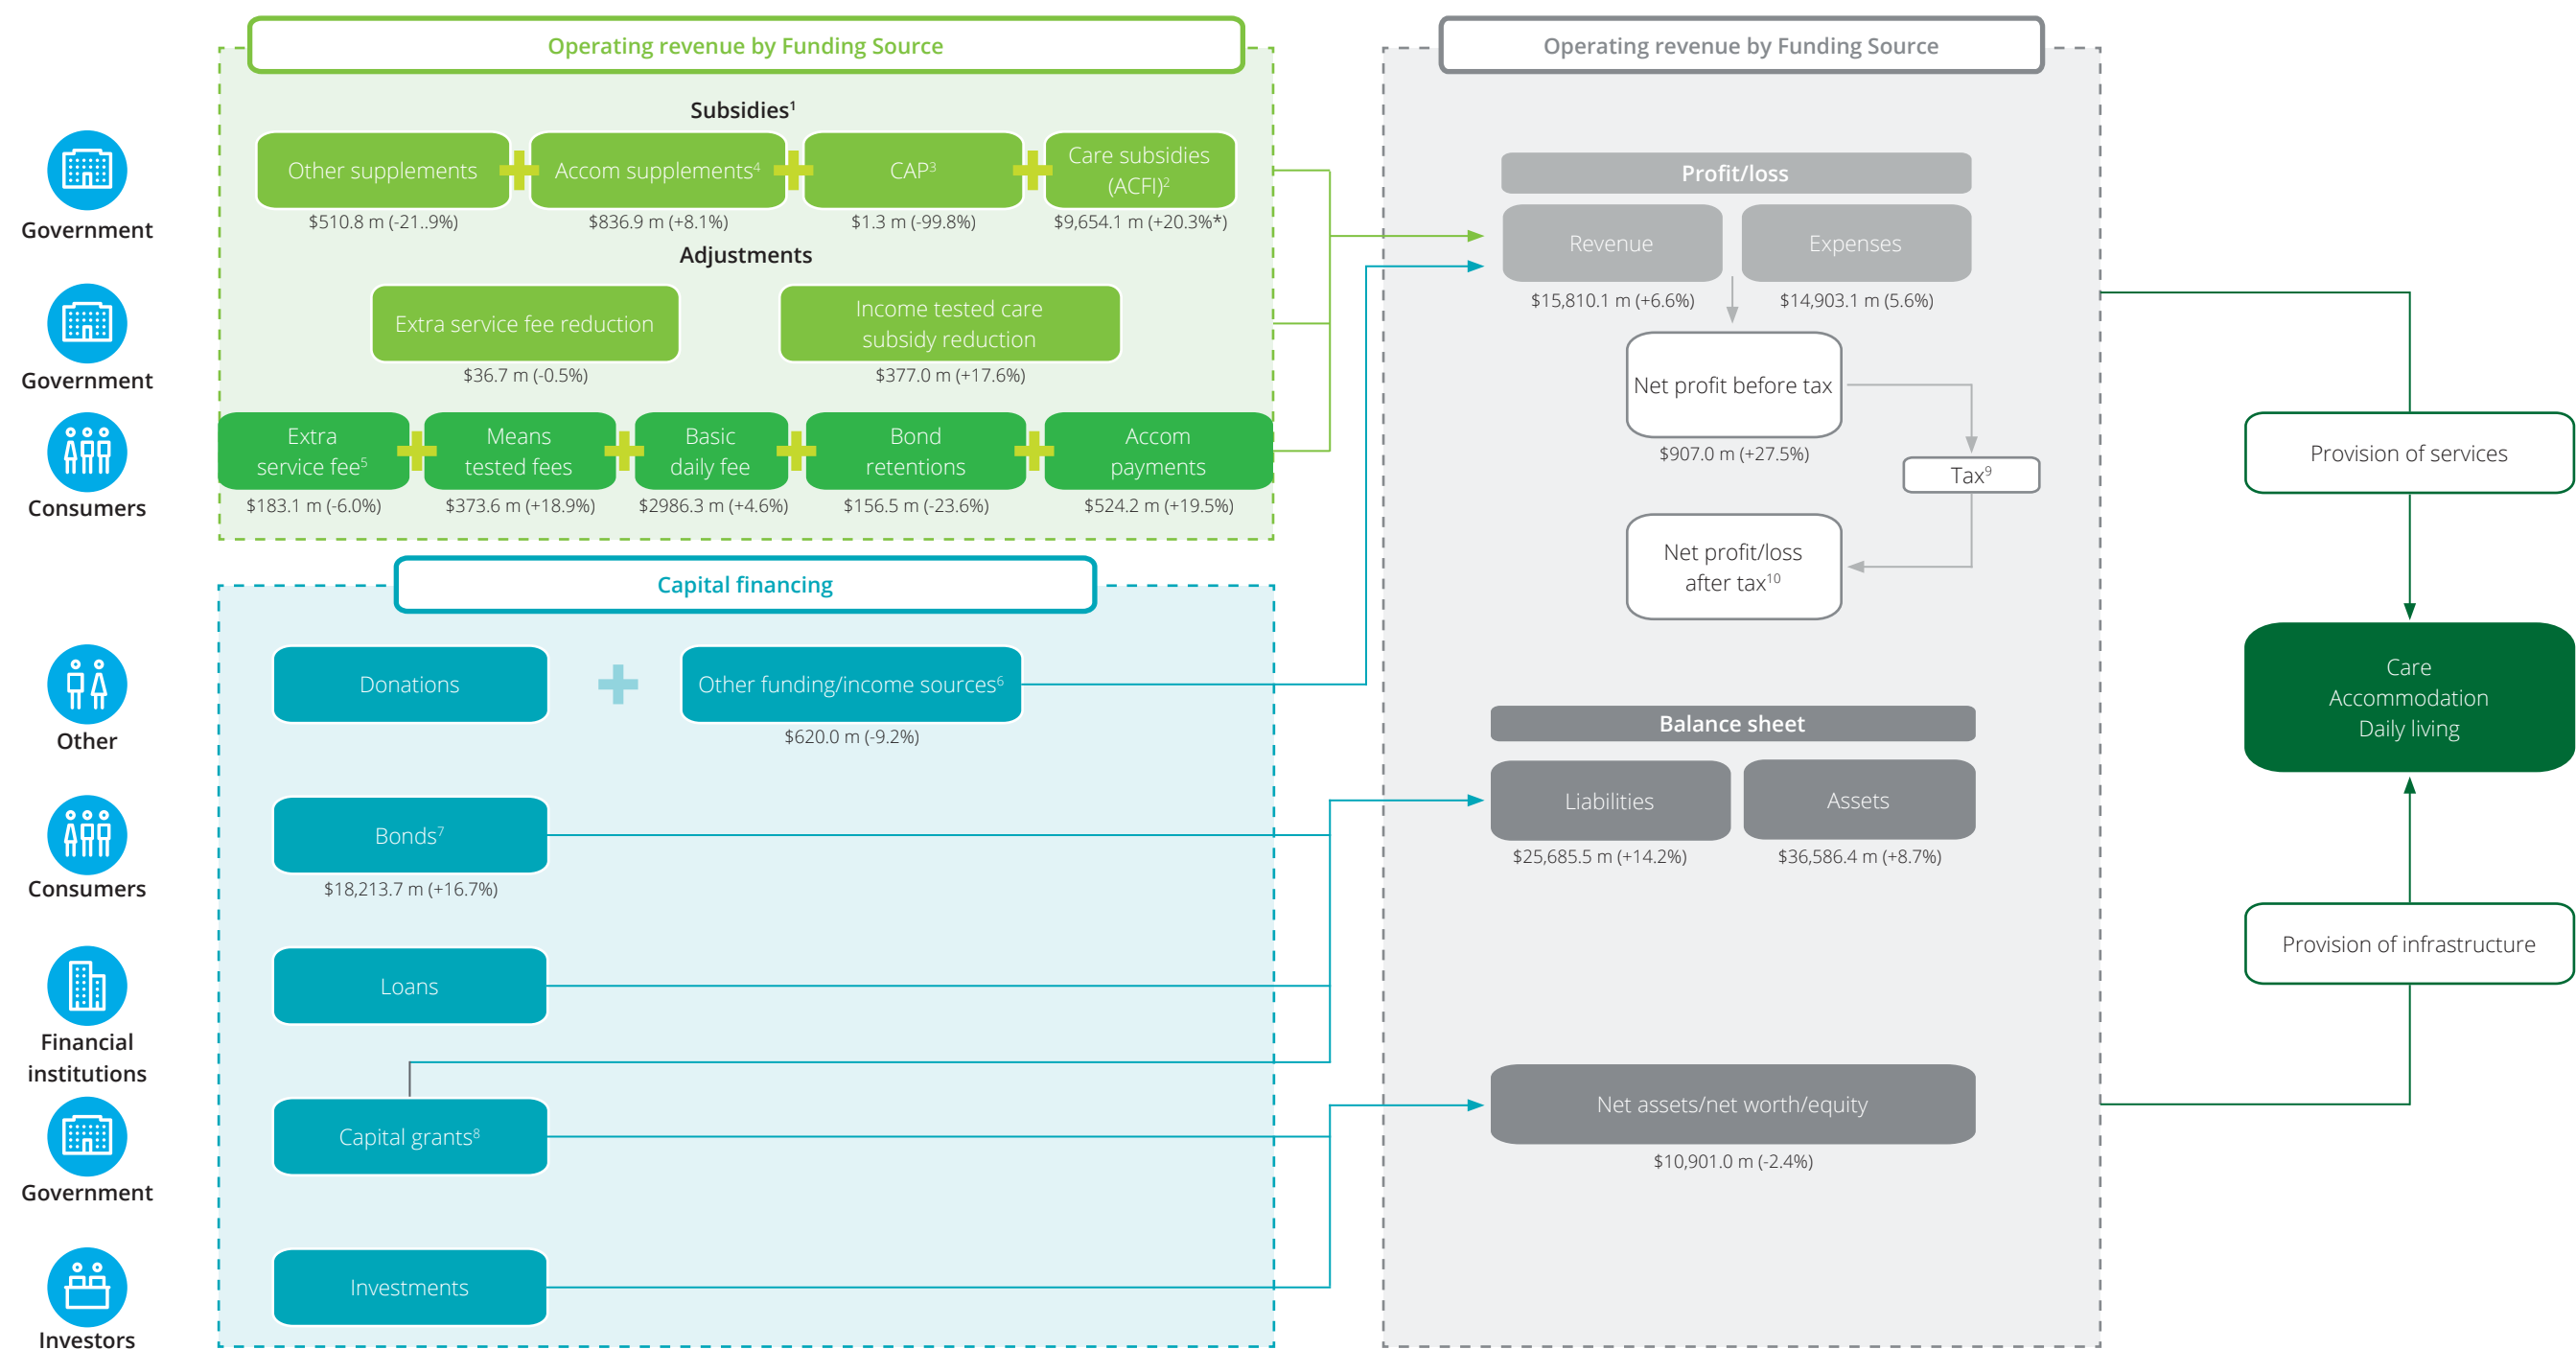 Operating revenue by Funding Source
Subsidies¹
Government
Other supplements
$510.8 m (-21..9%)
Accom supplements⁴
$836.9 m (+8.1%)
CAP³
$1.3 m (-99.8%)
Care subsidies
(ACFI)²
$9,654.1 m (+20.3%*)
Adjustments
Government
Extra service fee reduction
$36.7 m (-0.5%)
Income tested care
subsidy reduction
$377.0 m (+17.6%)
Consumers
Extra
service fee⁵
$183.1 m (-6.0%)
Means
tested fees
$373.6 m (+18.9%)
Basic
daily fee
$2986.3 m (+4.6%)
Bond
retentions
$156.5 m (-23.6%)
Accom
payments
$524.2 m (+19.5%)
Capital financing
Other
Donations
Other funding/income sources⁶
$620.0 m (-9.2%)
Consumers
Bonds⁷
$18,213.7 m (+16.7%)
Financial
institutions
Loans
Government
Capital grants⁸
Investors
Investments
Operating revenue by Funding Source
Profit/loss
Revenue
$15,810.1 m (+6.6%)
Expenses
$14,903.1 m (5.6%)
Net profit before tax
$907.0 m (+27.5%)
Tax⁹
Net profit/loss
after tax¹⁰
Balance sheet
Liabilities
$25,685.5 m (+14.2%)
Assets
$36,586.4 m (+8.7%)
Net assets/net worth/equity
$10,901.0 m (-2.4%)
Provision of services
Care
Accommodation
Daily living
Provision of infrastructure